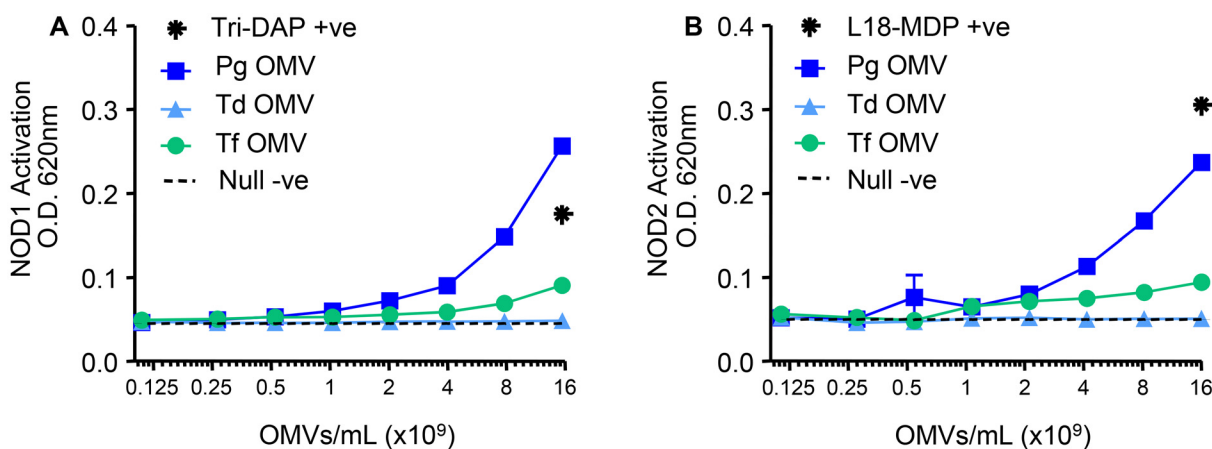 A
Tri-DAP +ve
Pg OMV
Td OMV
Tf OMV
Null -ve
NOD1 Activation
O.D. 620nm
0.4
0.3
0.2
0.1
0.0
0.125 0.25 0.5 1 2 4 8 16
OMVs/mL (x10⁹)
B
L18-MDP +ve
Pg OMV
Td OMV
Tf OMV
Null -ve
NOD2 Activation
O.D. 620nm
0.4
0.3
0.2
0.1
0.0
0.125 0.25 0.5 1 2 4 8 16
OMVs/mL (x10⁹)